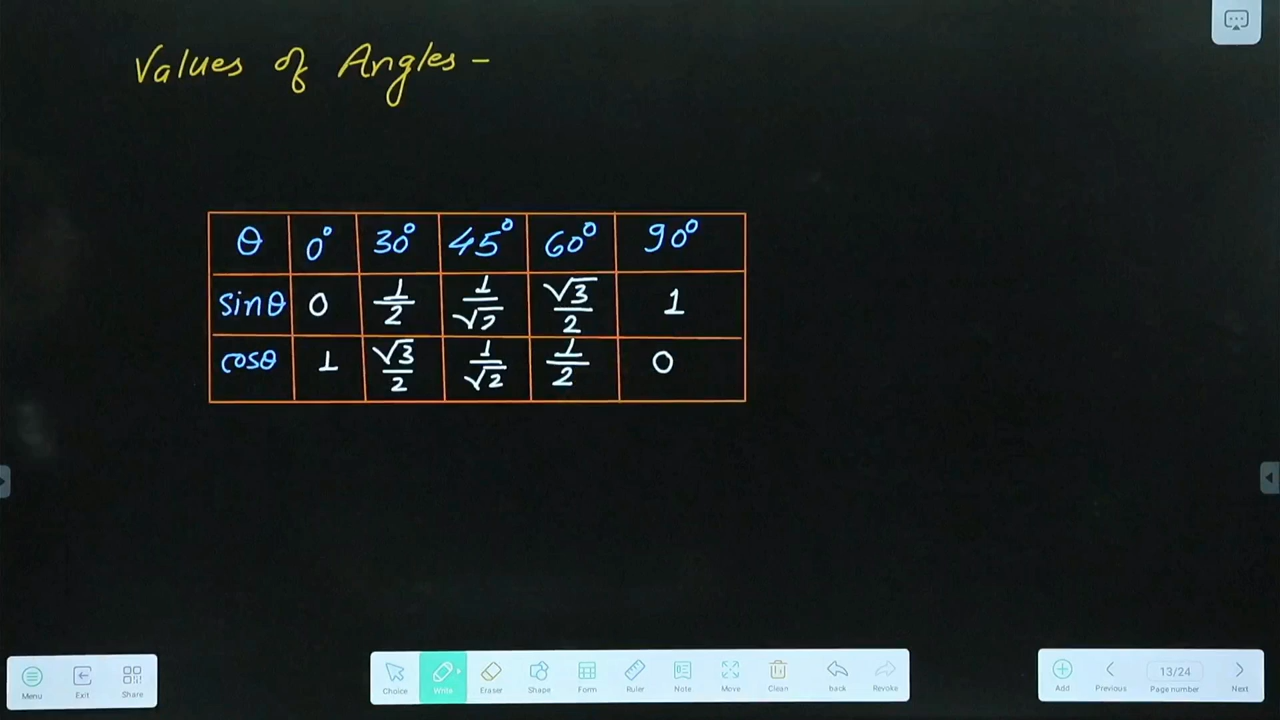 Values of Angles -
θ 0° 30° 45° 60° 90°
sinθ 0 1/2 1/√2 √3/2 1
cosθ 1 √3/2 1/√2 1/2 0
Menu Exit Share Choice Write Eraser Shape Form Ruler Note Move Clean back Revoke Add Previous 13/24 Page number Next